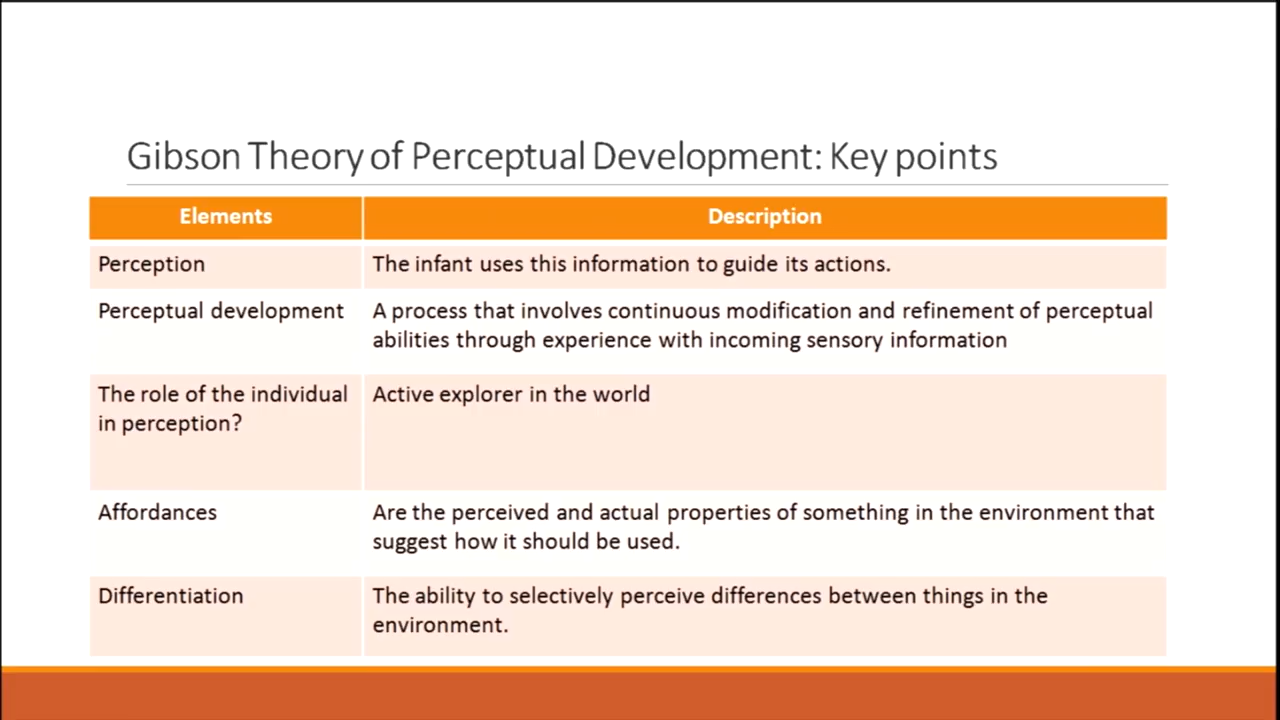 Gibson Theory of Perceptual Development: Key points
Elements
Description
Perception
The infant uses this information to guide its actions.
Perceptual development
A process that involves continuous modification and refinement of perceptual
abilities through experience with incoming sensory information
The role of the individual
in perception?
Active explorer in the world
Affordances
Are the perceived and actual properties of something in the environment that
suggest how it should be used.
Differentiation
The ability to selectively perceive differences between things in the
environment.